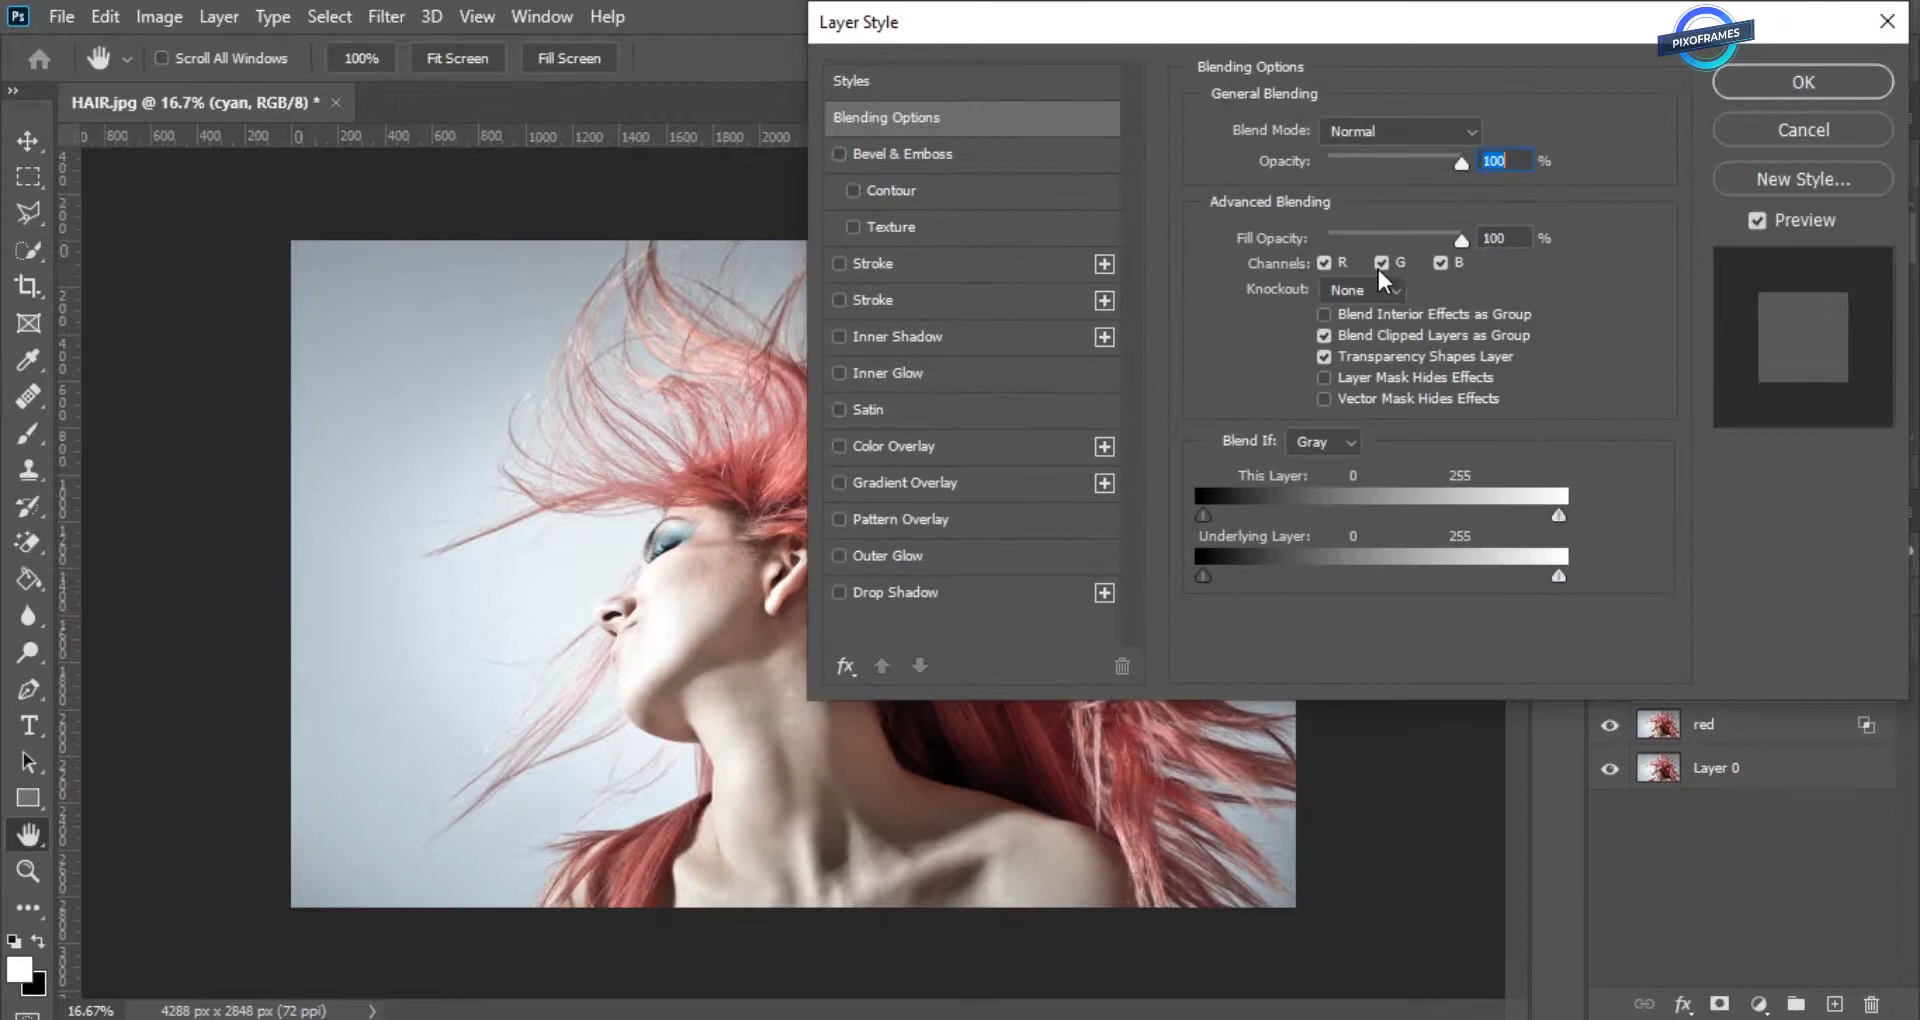 Ps File Edit Image Layer Type Select Filter 3D View Window Help
Scroll All Windows 100% Fit Screen Fill Screen
HAIR.jpg @ 16.7% (cyan, RGB/8) * ×
800 600 400 200 0 200 400 600 800 1000 1200 1400 1600 1800 2000
Layer Style
PIXOFRAMES
Styles
Blending Options
Bevel & Emboss
Contour
Texture
Stroke
Stroke
Inner Shadow
Inner Glow
Satin
Color Overlay
Gradient Overlay
Pattern Overlay
Outer Glow
Drop Shadow
fx
Blending Options
General Blending
Blend Mode: Normal
Opacity: 100 %
Advanced Blending
Fill Opacity: 100 %
Channels: R G B
Knockout: None
Blend Interior Effects as Group
Blend Clipped Layers as Group
Transparency Shapes Layer
Layer Mask Hides Effects
Vector Mask Hides Effects
Blend If: Gray
This Layer: 0 255
Underlying Layer: 0 255
OK
Cancel
New Style...
Preview
red
Layer 0
fx
16.67% 4288 px x 2848 px (72 ppi)